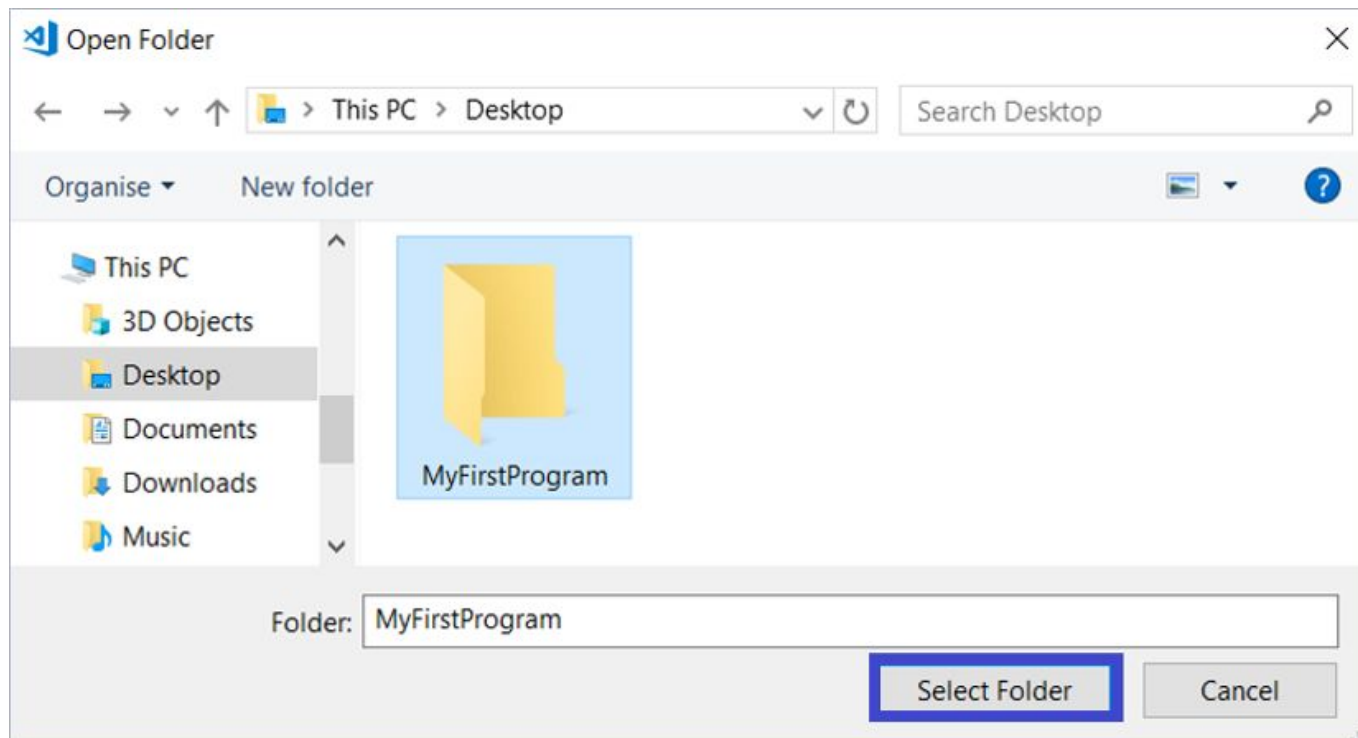 Open Folder
This PC > Desktop
Search Desktop
Organise
New folder
This PC
3D Objects
Desktop
Documents
Downloads
Music
MyFirstProgram
Folder: MyFirstProgram
Select Folder
Cancel